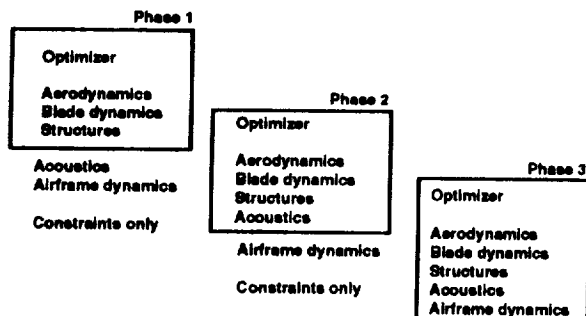 Phase 1
Optimizer
Aerodynamics
Blade dynamics
Structures
Acoustics
Airframe dynamics
Constraints only
Phase 2
Optimizer
Aerodynamics
Blade dynamics
Structures
Acoustics
Airframe dynamics
Constraints only
Phase 3
Optimizer
Aerodynamics
Blade dynamics
Structures
Acoustics
Airframe dynamics